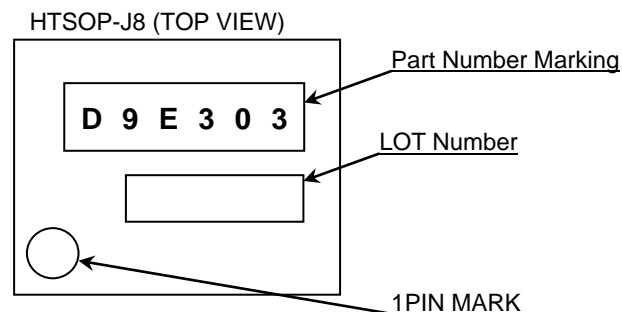 HTSOP-J8 (TOP VIEW)
Part Number Marking
D 9 E 3 0 3
LOT Number
1PIN MARK